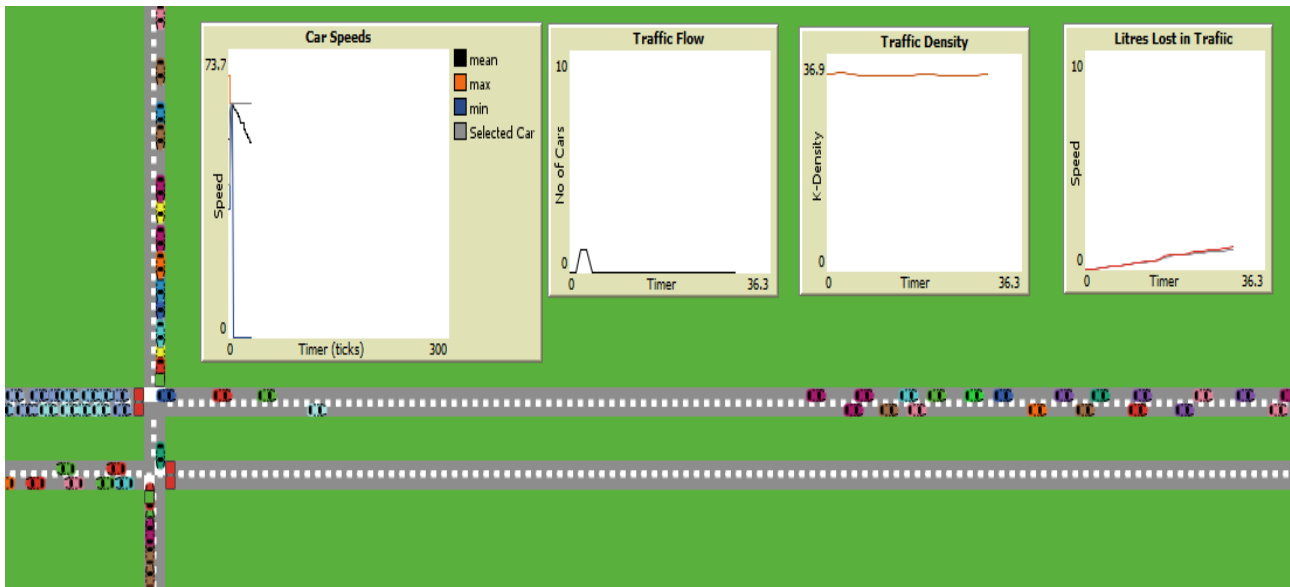 Car Speeds
73.7
Speed
0
0
Timer (ticks)
300
mean
max
min
Selected Car
Traffic Flow
10
No of Cars
0
0
Timer
36.3
Traffic Density
36.9
K-Density
0
0
Timer
36.3
Litres Lost in Trafiic
10
Speed
0
0
Timer
36.3